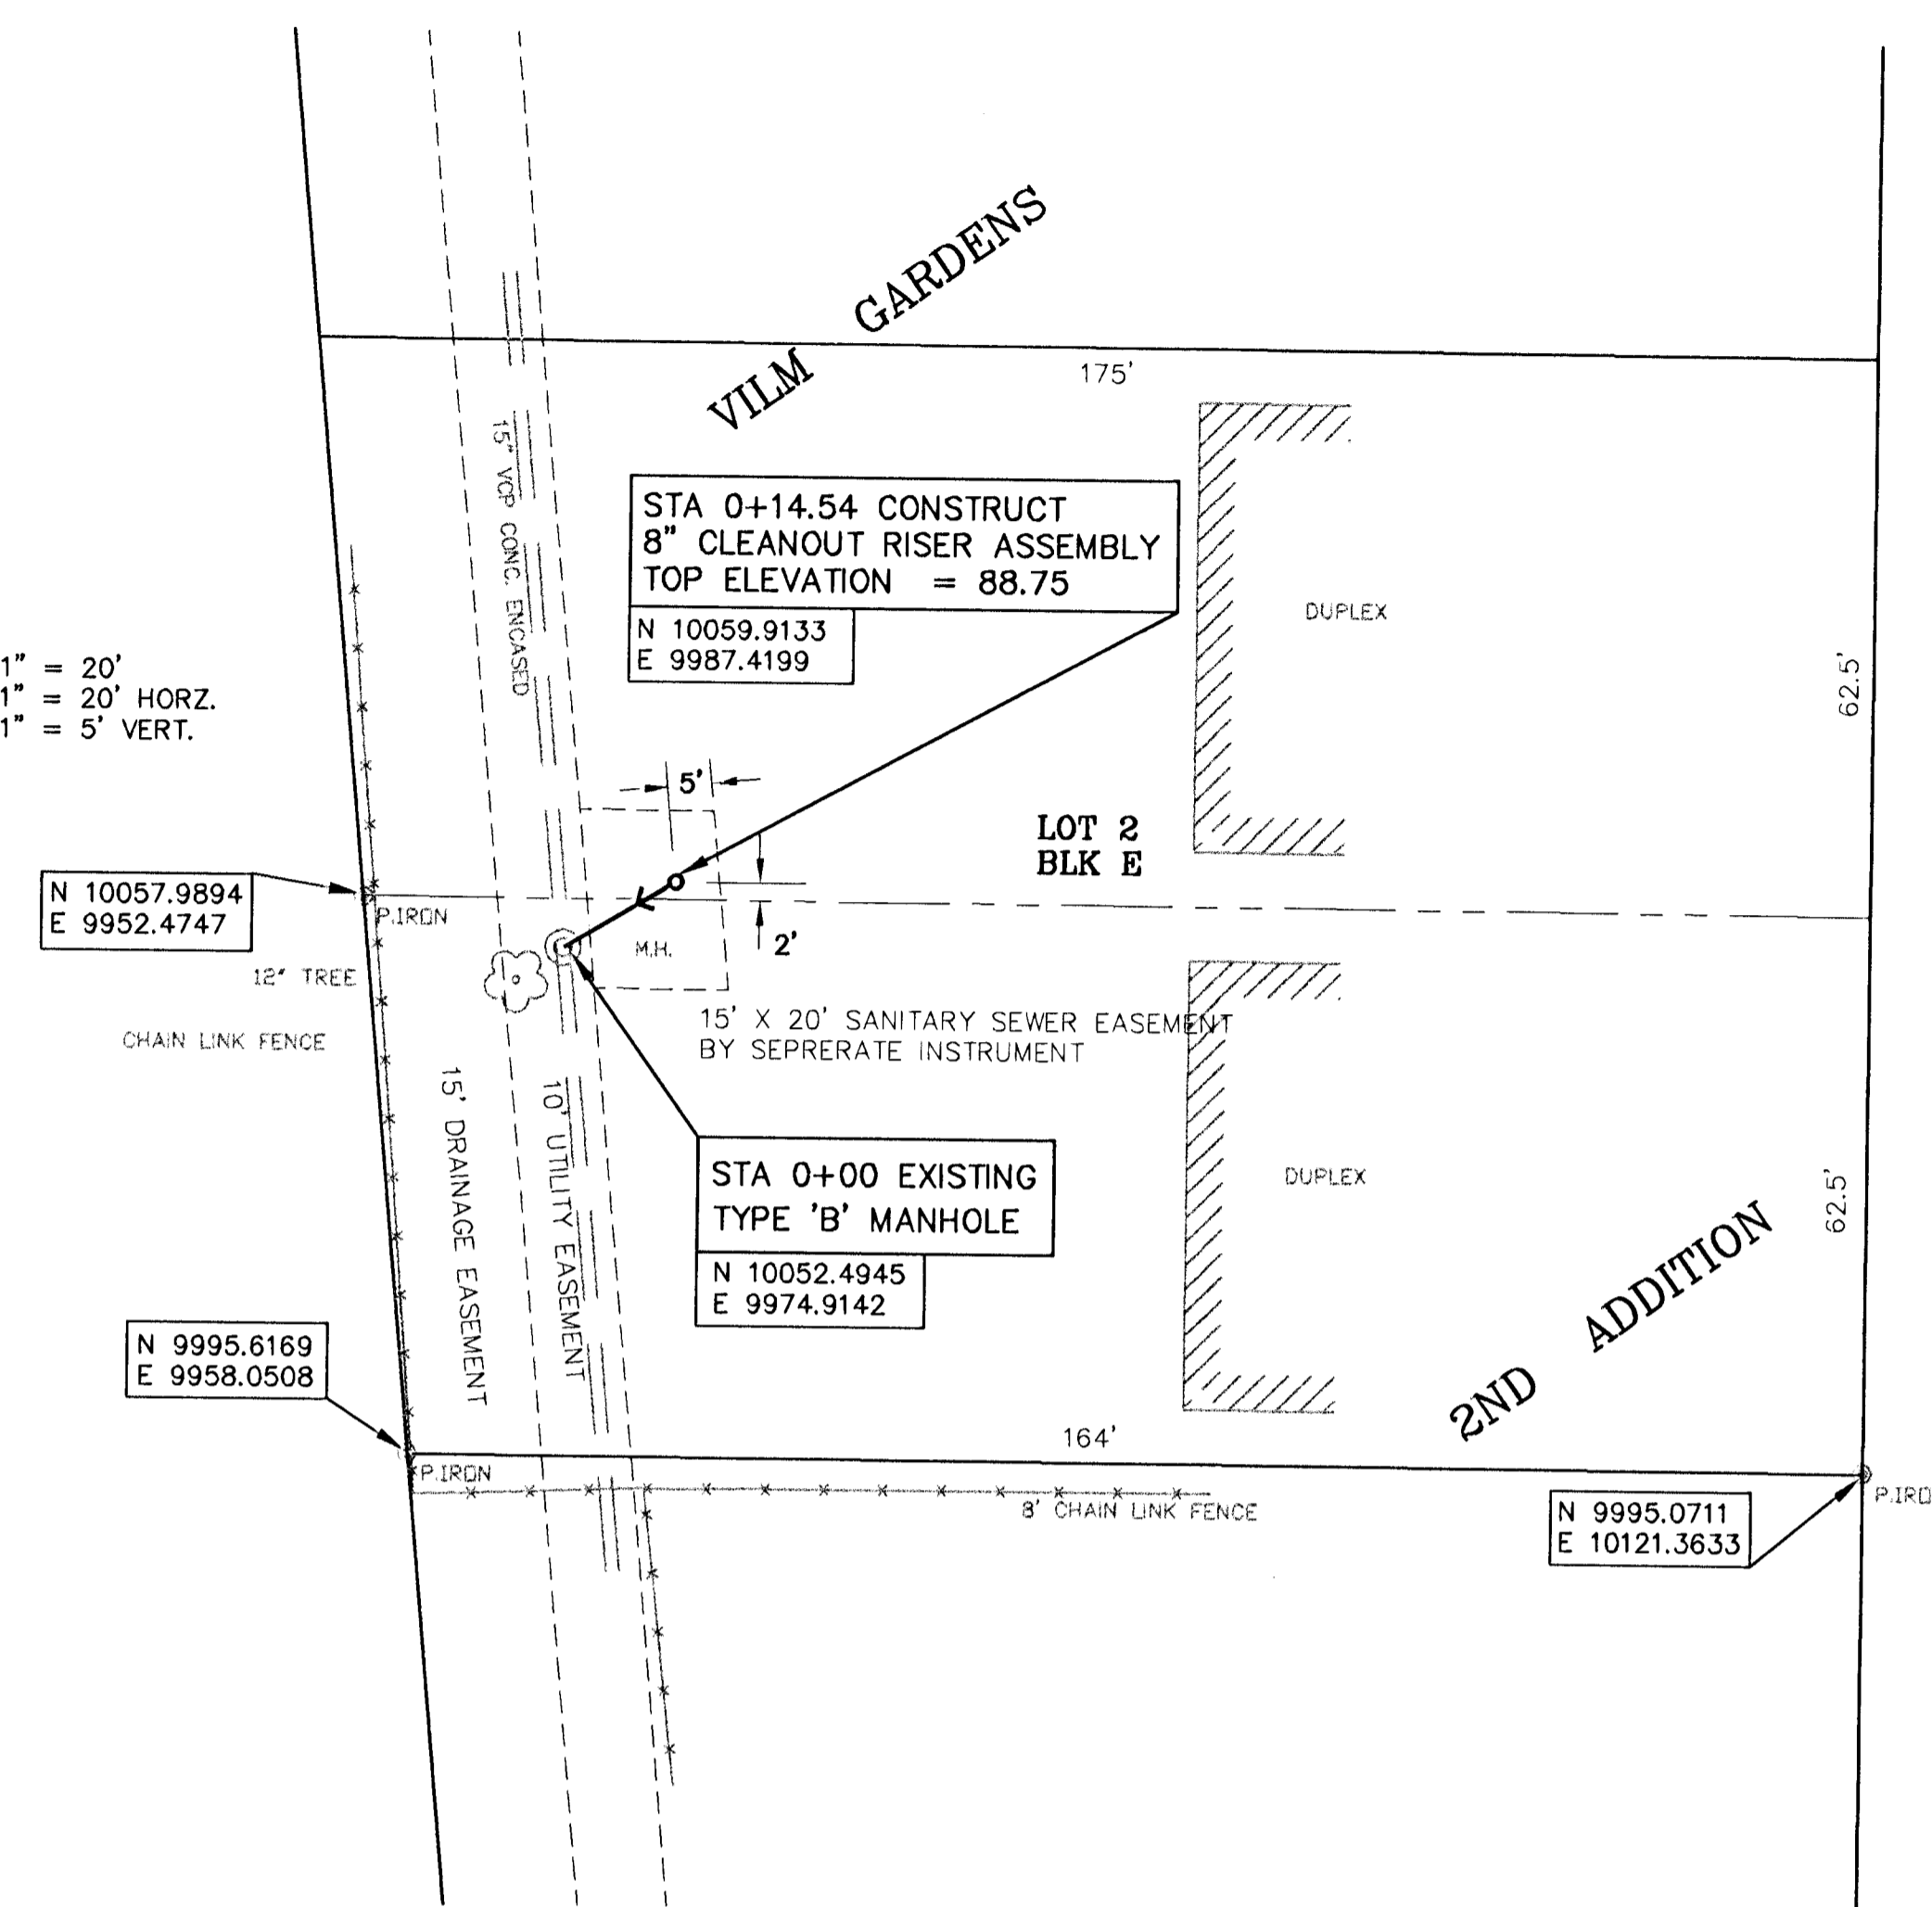 GARDENS
VILM
175'
15" VCP CONC. ENCASED
STA 0+14.54 CONSTRUCT
8" CLEANOUT RISER ASSEMBLY
TOP ELEVATION = 88.75
N 10059.9133
E 9987.4199
DUPLEX
62.5'
1" = 20'
1" = 20' HORZ.
1" = 5' VERT.
5'
LOT 2
BLK E
N 10057.9894
E 9952.4747
P.IRON
M.H.
2'
12" TREE
15' X 20' SANITARY SEWER EASEMENT
BY SEPRERATE INSTRUMENT
CHAIN LINK FENCE
15' DRAINAGE EASEMENT
10' UTILITY EASEMENT
STA 0+00 EXISTING
TYPE 'B' MANHOLE
N 10052.4945
E 9974.9142
DUPLEX
62.5'
ADDITION
2ND
N 9995.6169
E 9958.0508
164'
P.IRON
8' CHAIN LINK FENCE
N 9995.0711
E 10121.3633
P.IRO